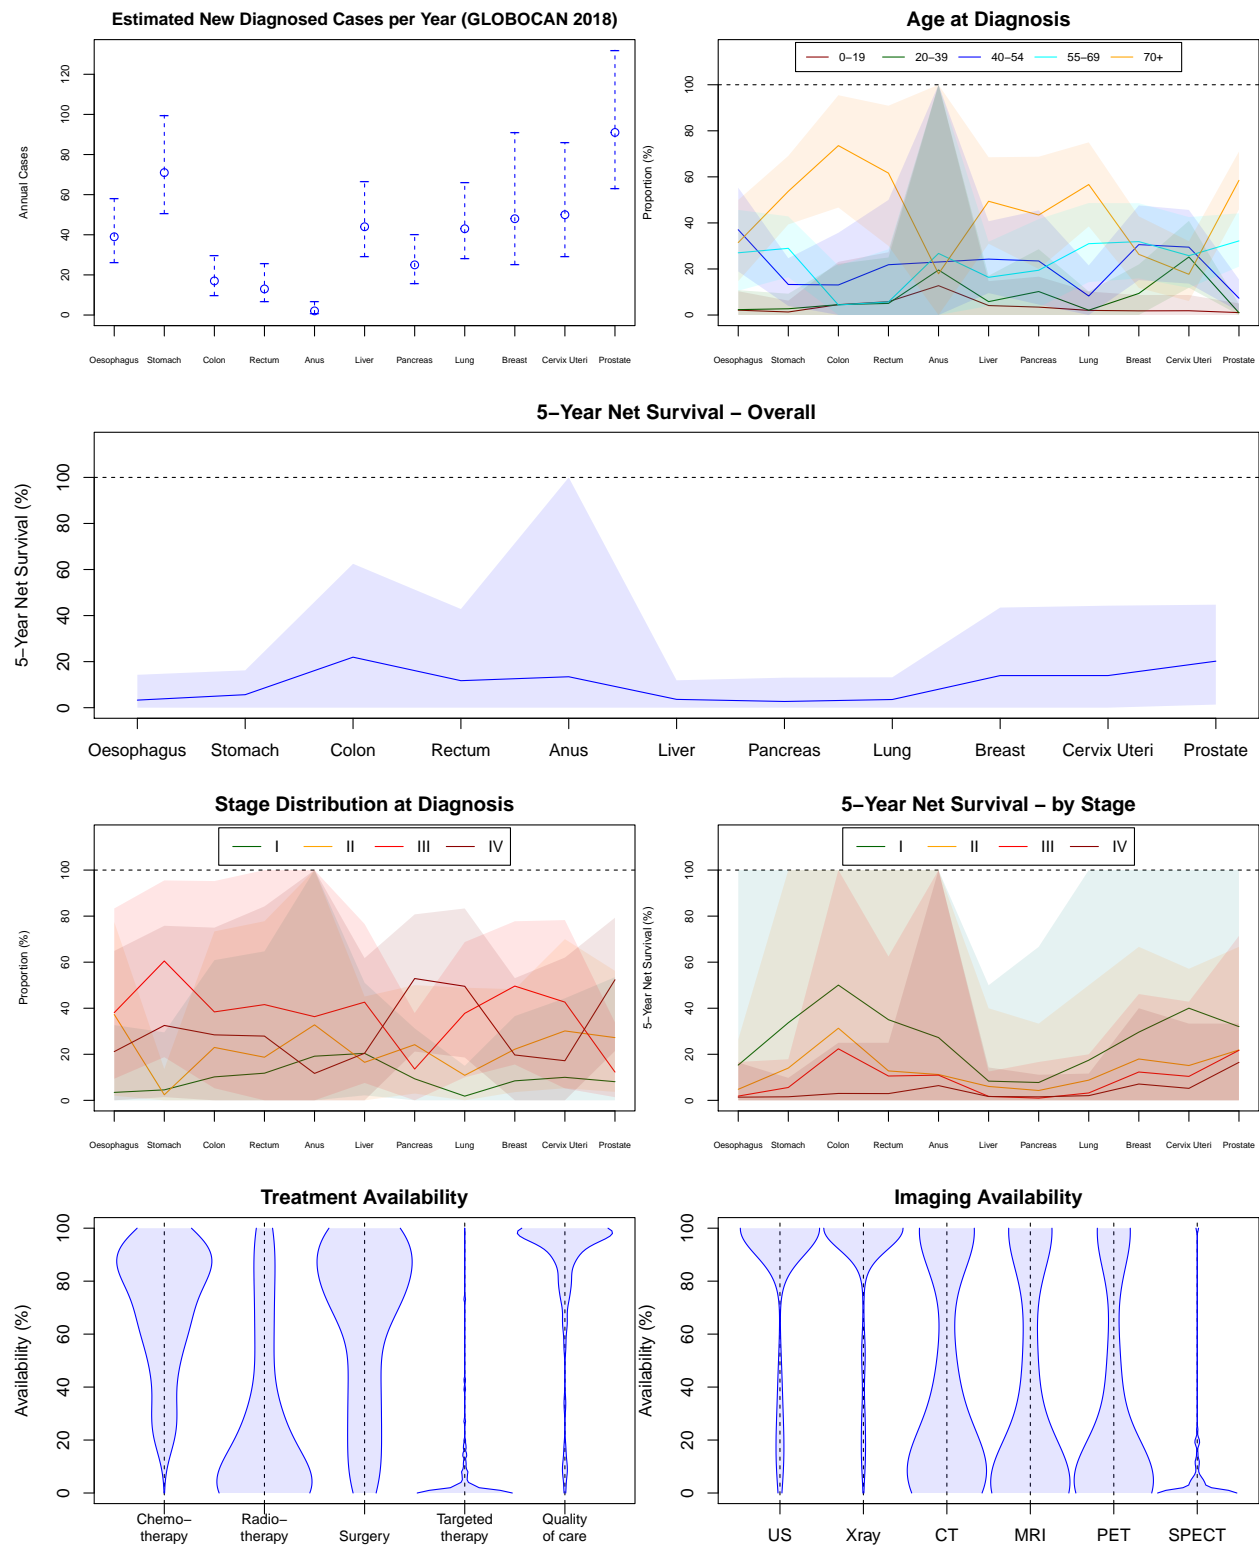 Estimated New Diagnosed Cases per Year (GLOBOCAN 2018)
Annual Cases
0 20 40 60 80 100 120
Oesophagus Stomach Colon Rectum Anus Liver Pancreas Lung Breast Cervix Uteri Prostate
Age at Diagnosis
0−19 20−39 40−54 55−69 70+
Proportion (%)
0 20 40 60 80 100
Oesophagus Stomach Colon Rectum Anus Liver Pancreas Lung Breast Cervix Uteri Prostate
5−Year Net Survival − Overall
5−Year Net Survival (%)
0 20 40 60 80 100
Oesophagus Stomach Colon Rectum Anus Liver Pancreas Lung Breast Cervix Uteri Prostate
Stage Distribution at Diagnosis
I II III IV
Proportion (%)
0 20 40 60 80 100
Oesophagus Stomach Colon Rectum Anus Liver Pancreas Lung Breast Cervix Uteri Prostate
5−Year Net Survival − by Stage
I II III IV
5−Year Net Survival (%)
0 20 40 60 80 100
Oesophagus Stomach Colon Rectum Anus Liver Pancreas Lung Breast Cervix Uteri Prostate
Treatment Availability
Availability (%)
0 20 40 60 80 100
Chemo−
therapy
Radio−
therapy
Surgery
Targeted
therapy
Quality
of care
Imaging Availability
Availability (%)
0 20 40 60 80 100
US Xray CT MRI PET SPECT